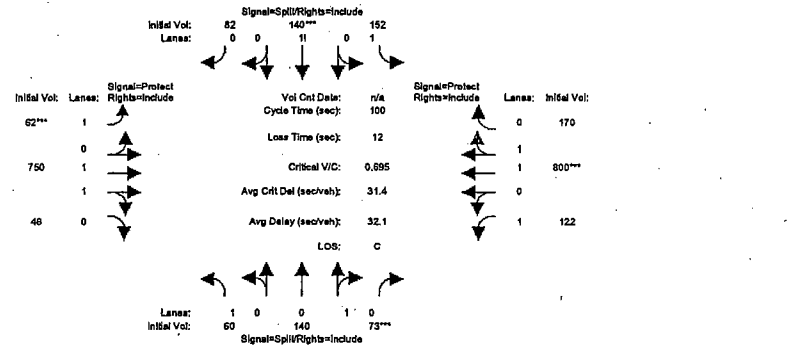 Signal=Split/Rights=Include
Initial Vol: 82 140*** 152
Lanes: 0 0 1! 0 1
Signal=Protect
Rights=Include
Initial Vol: Lanes:
62*** 1
0
750 1
1
48 0
Vol Cnt Date: n/a
Cycle Time (sec): 100
Loss Time (sec): 12
Critical V/C: 0.695
Avg Crit Del (sec/veh): 31.4
Avg Delay (sec/veh): 32.1
LOS: C
Signal=Protect
Rights=Include
Lanes: Initial Vol:
0 170
1
1 800***
0
1 122
Lanes: 1 0 0 1 0
Initial Vol: 60 140 73***
Signal=Split/Rights=Include